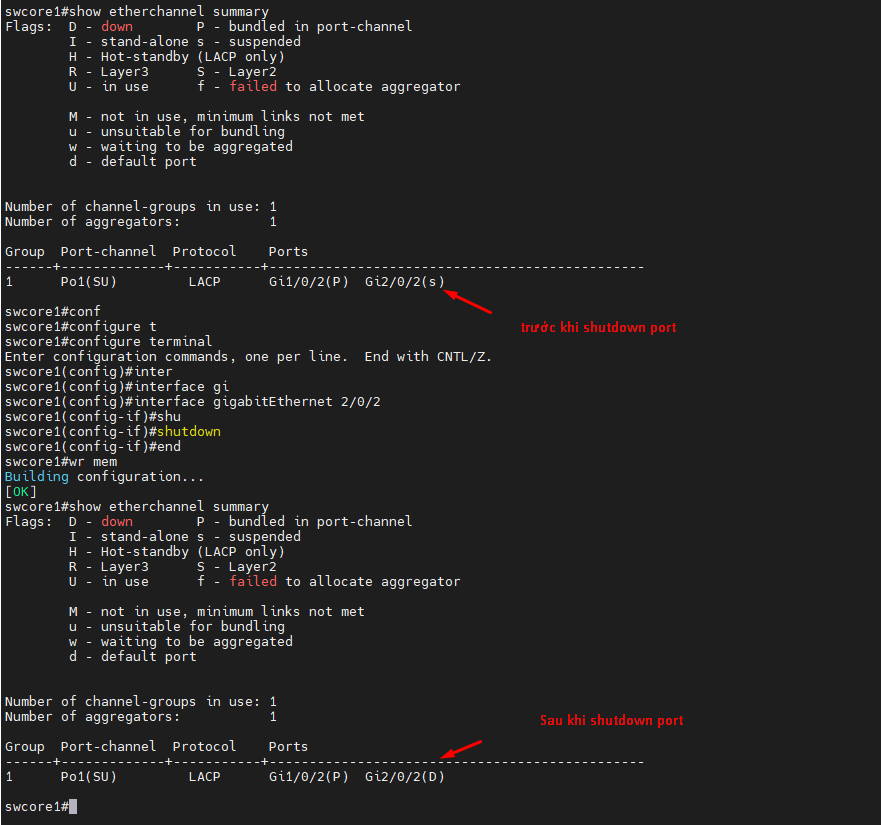 swcore1#show etherchannel summary
Flags:  D - down        P - bundled in port-channel
        I - stand-alone s - suspended
        H - Hot-standby (LACP only)
        R - Layer3      S - Layer2
        U - in use      f - failed to allocate aggregator

        M - not in use, minimum links not met
        u - unsuitable for bundling
        w - waiting to be aggregated
        d - default port

Number of channel-groups in use: 1
Number of aggregators:           1

Group  Port-channel  Protocol    Ports
------+-------------+-----------+-----------------------------------------------
1      Po1(SU)         LACP      Gi1/0/2(P)  Gi2/0/2(s)

swcore1#conf
trước khi shutdown port
swcore1#configure t
swcore1#configure terminal
Enter configuration commands, one per line.  End with CNTL/Z.
swcore1(config)#inter
swcore1(config)#interface gi
swcore1(config)#interface gigabitEthernet 2/0/2
swcore1(config-if)#shu
swcore1(config-if)#shutdown
swcore1(config-if)#end
swcore1#wr mem
Building configuration...
[OK]
swcore1#show etherchannel summary
Flags:  D - down        P - bundled in port-channel
        I - stand-alone s - suspended
        H - Hot-standby (LACP only)
        R - Layer3      S - Layer2
        U - in use      f - failed to allocate aggregator

        M - not in use, minimum links not met
        u - unsuitable for bundling
        w - waiting to be aggregated
        d - default port

Number of channel-groups in use: 1
Number of aggregators:           1
Sau khi shutdown port

Group  Port-channel  Protocol    Ports
------+-------------+-----------+-----------------------------------------------
1      Po1(SU)         LACP      Gi1/0/2(P)  Gi2/0/2(D)

swcore1#